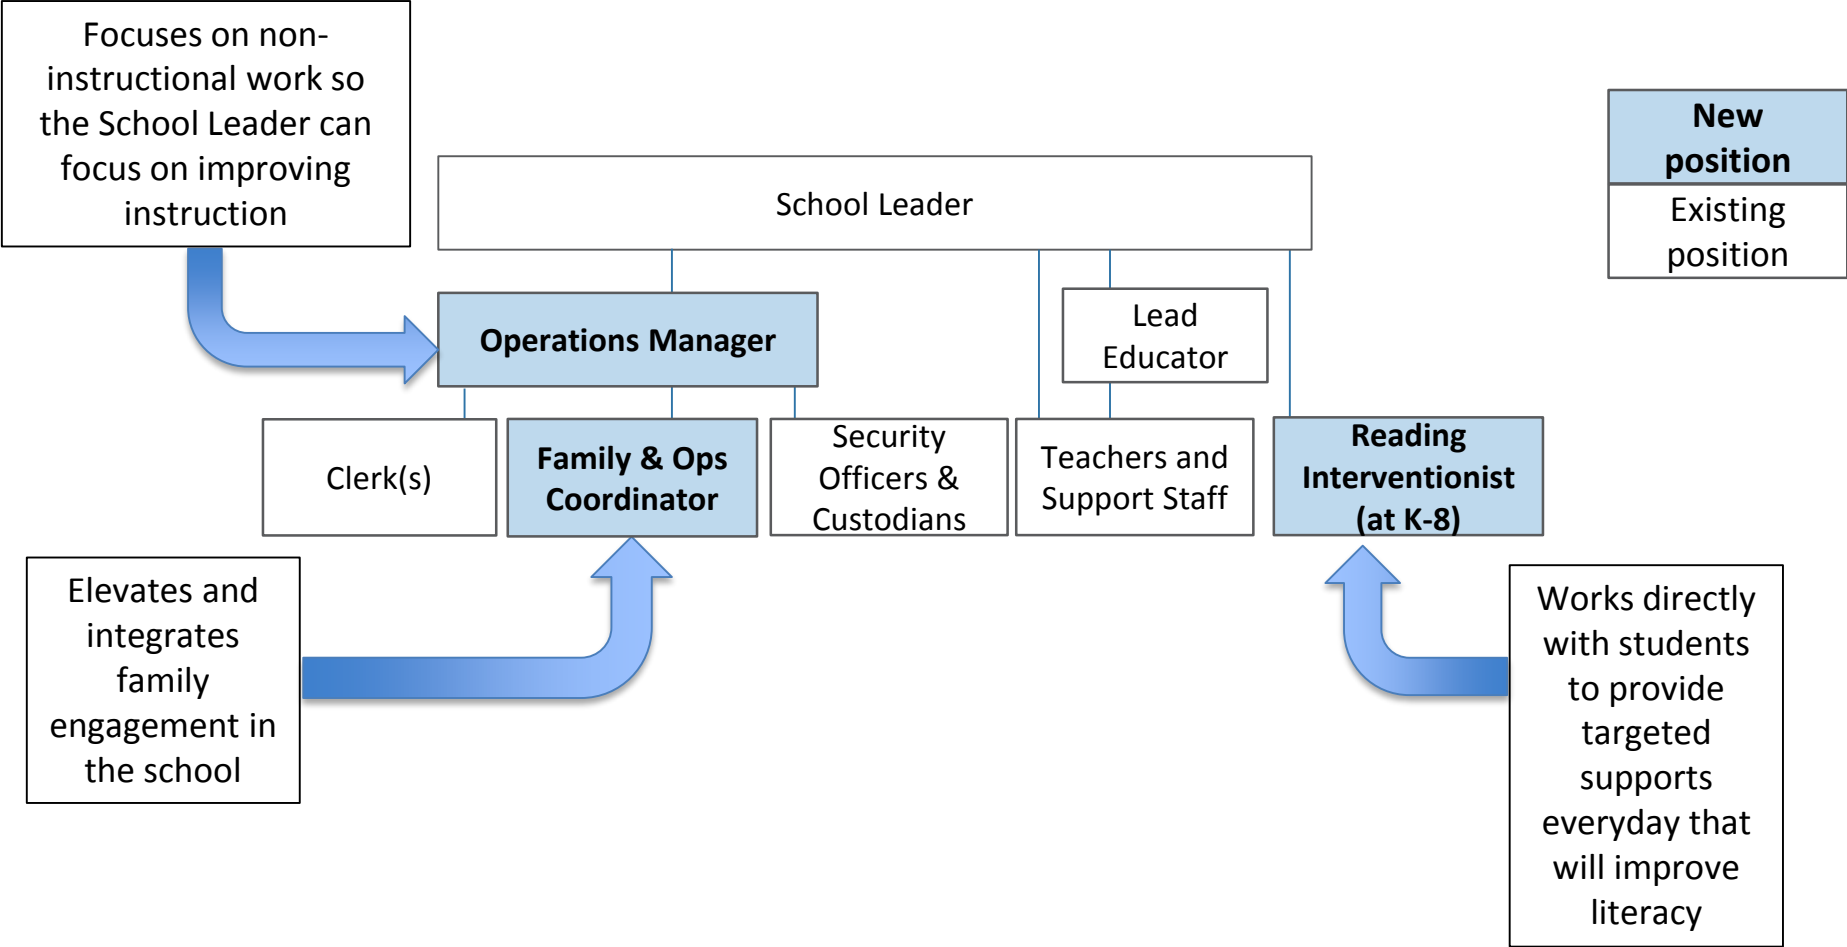 Focuses on non-
instructional work so
the School Leader can
focus on improving
instruction
New
position
Existing
position
School Leader
Operations Manager
Lead
Educator
Clerk(s)
Family & Ops
Coordinator
Security
Officers &
Custodians
Teachers and
Support Staff
Reading
Interventionist
(at K-8)
Elevates and
integrates
family
engagement in
the school
Works directly
with students
to provide
targeted
supports
everyday that
will improve
literacy